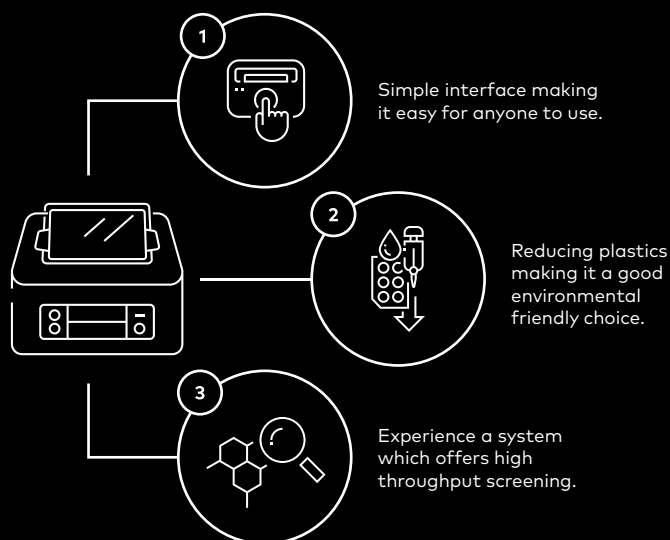 1
Simple interface making
it easy for anyone to use.
2
Reducing plastics
making it a good
environmental
friendly choice.
3
Experience a system
which offers high
throughput screening.